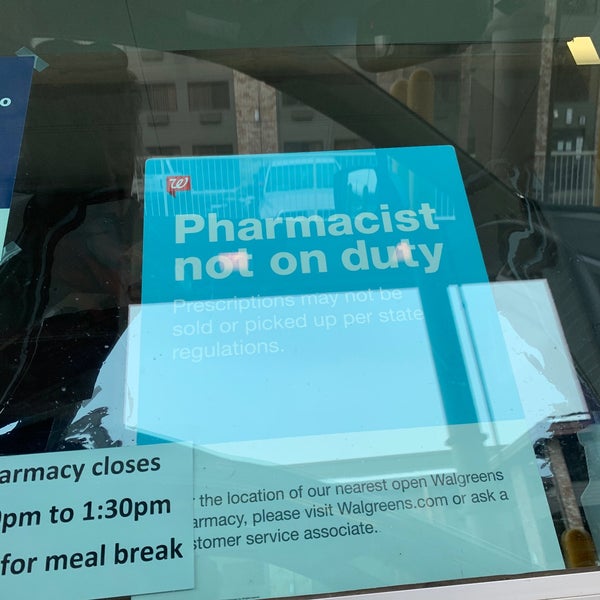 Pharmacist
not on duty
Prescriptions may not be
sold or picked up per state
regulations.
the location of our nearest open Walgreens
armacy, please visit Walgreens.com or ask a
stomer service associate.
armacy closes
pm to 1:30pm
for meal break